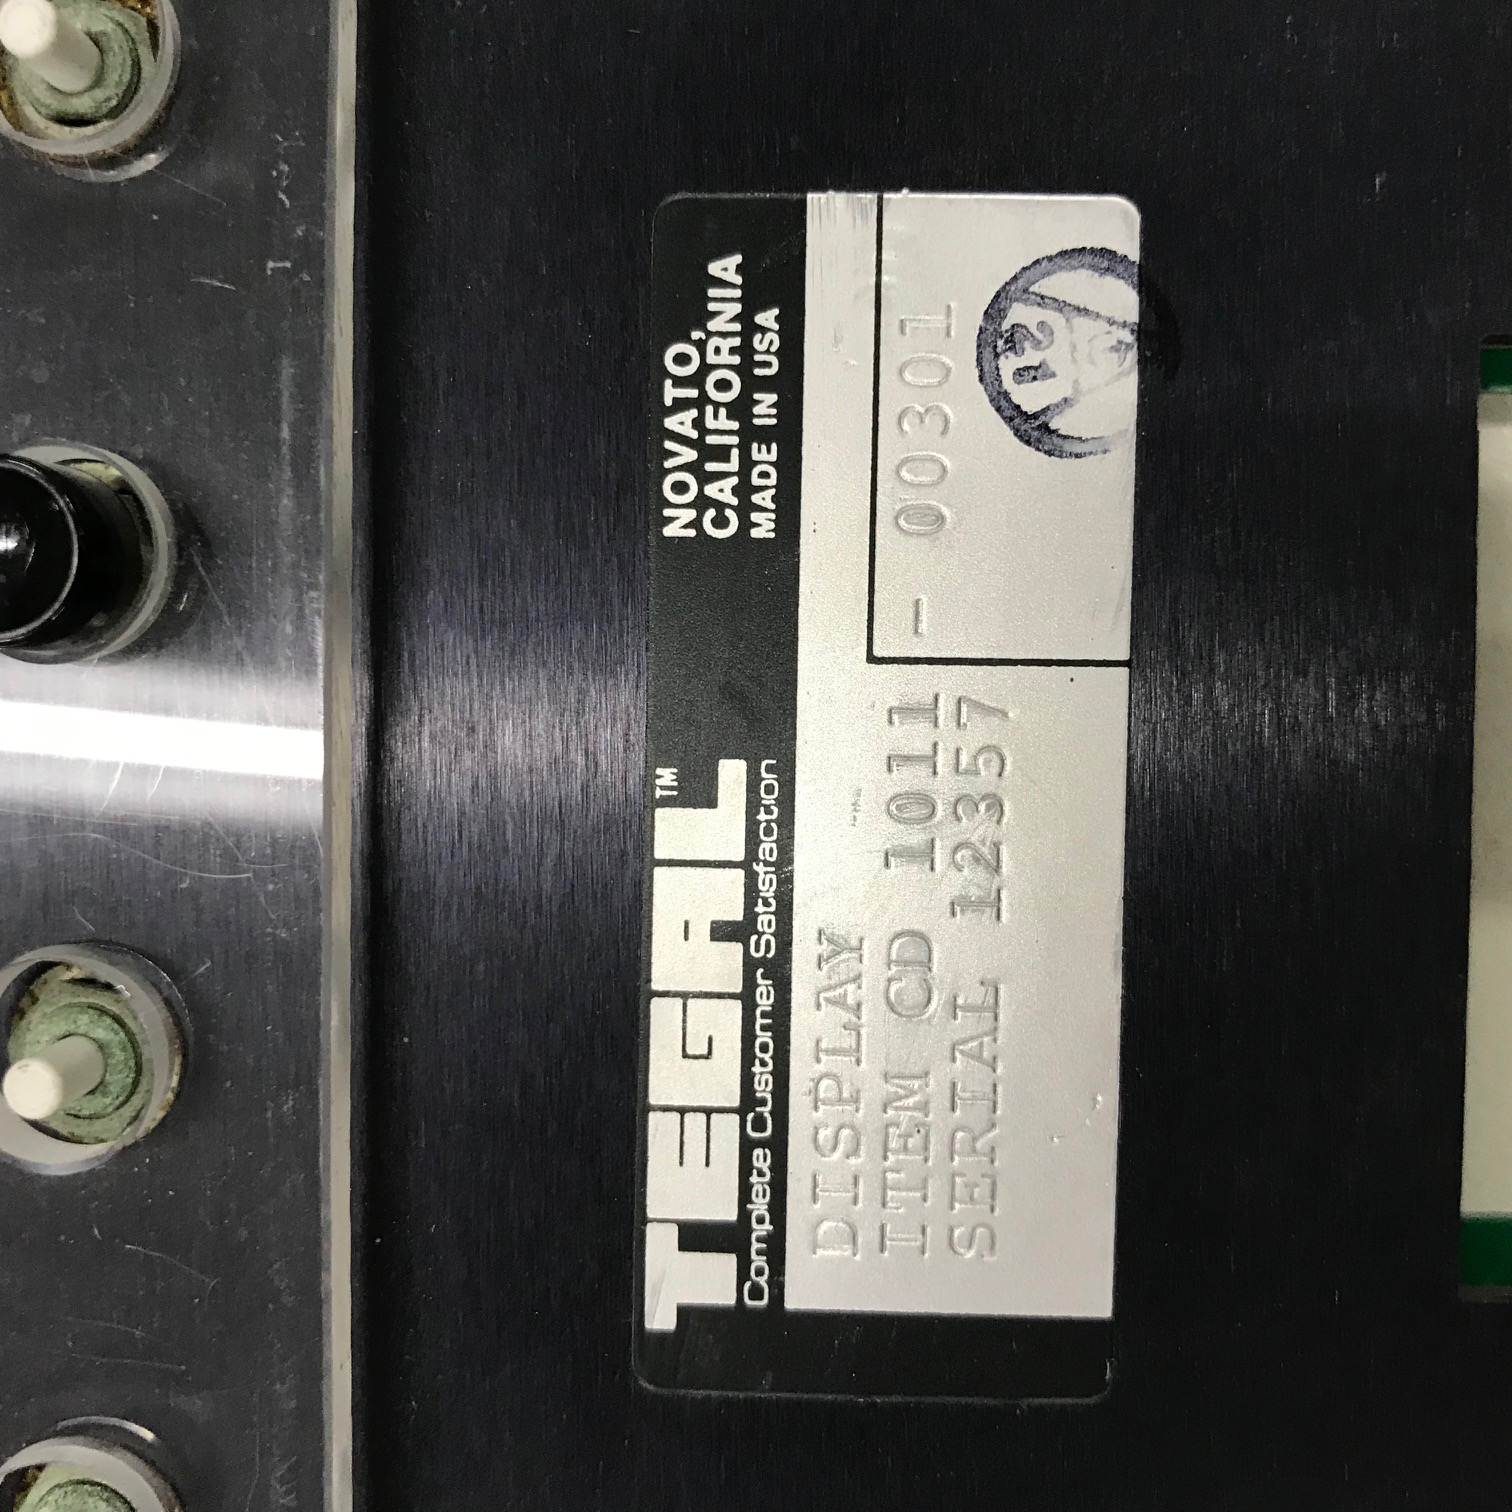 TEGAL™
Complete Customer Satisfaction
NOVATO,
CALIFORNIA
MADE IN USA
DISPLAY
ITEM CD 1011 - 00301
SERIAL 12357